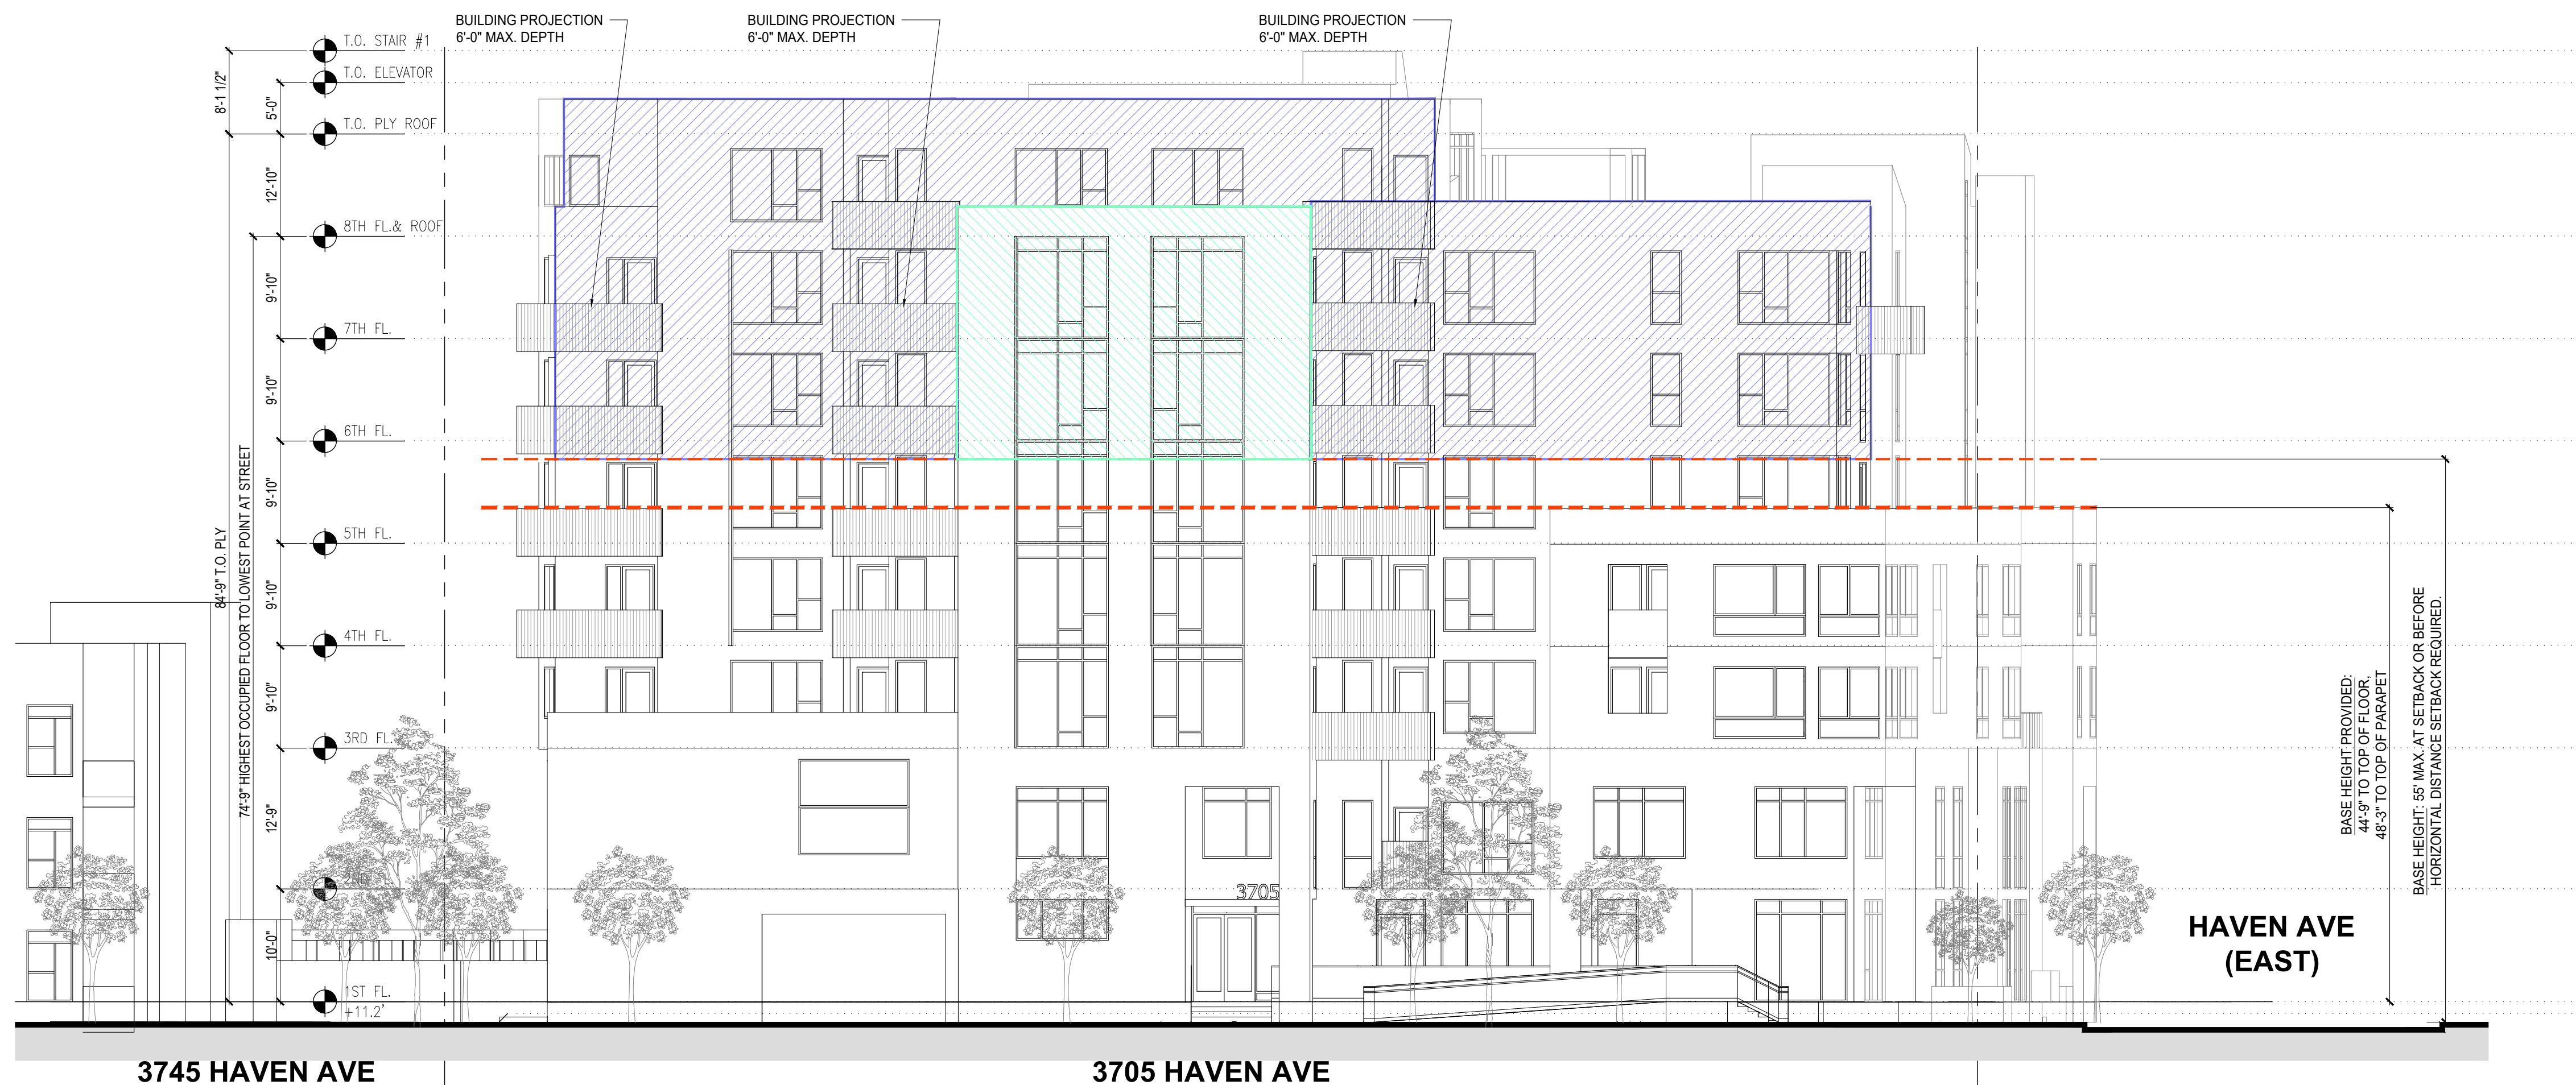 BUILDING PROJECTION
6'-0" MAX. DEPTH
BUILDING PROJECTION
6'-0" MAX. DEPTH
BUILDING PROJECTION
6'-0" MAX. DEPTH
T.O. STAIR #1
T.O. ELEVATOR
T.O. PLY ROOF
8TH FL.& ROOF
7TH FL.
6TH FL.
5TH FL.
4TH FL.
3RD FL.
1ST FL.
+11.2'
8'-1 1/2"
5'-0"
12'-10"
9'-10"
9'-10"
9'-10"
9'-10"
9'-10"
12'-9"
10'-0"
84'-9" T.O. PLY
74'-9" HIGHEST OCCUPIED FLOOR TO LOWEST POINT AT STREET
3705
BASE HEIGHT PROVIDED:
44'-9" TO TOP OF FLOOR,
48'-3" TO TOP OF PARAPET
BASE HEIGHT: 55' MAX. AT SETBACK OR BEFORE
HORIZONTAL DISTANCE SETBACK REQUIRED.
HAVEN AVE
(EAST)
3745 HAVEN AVE
3705 HAVEN AVE